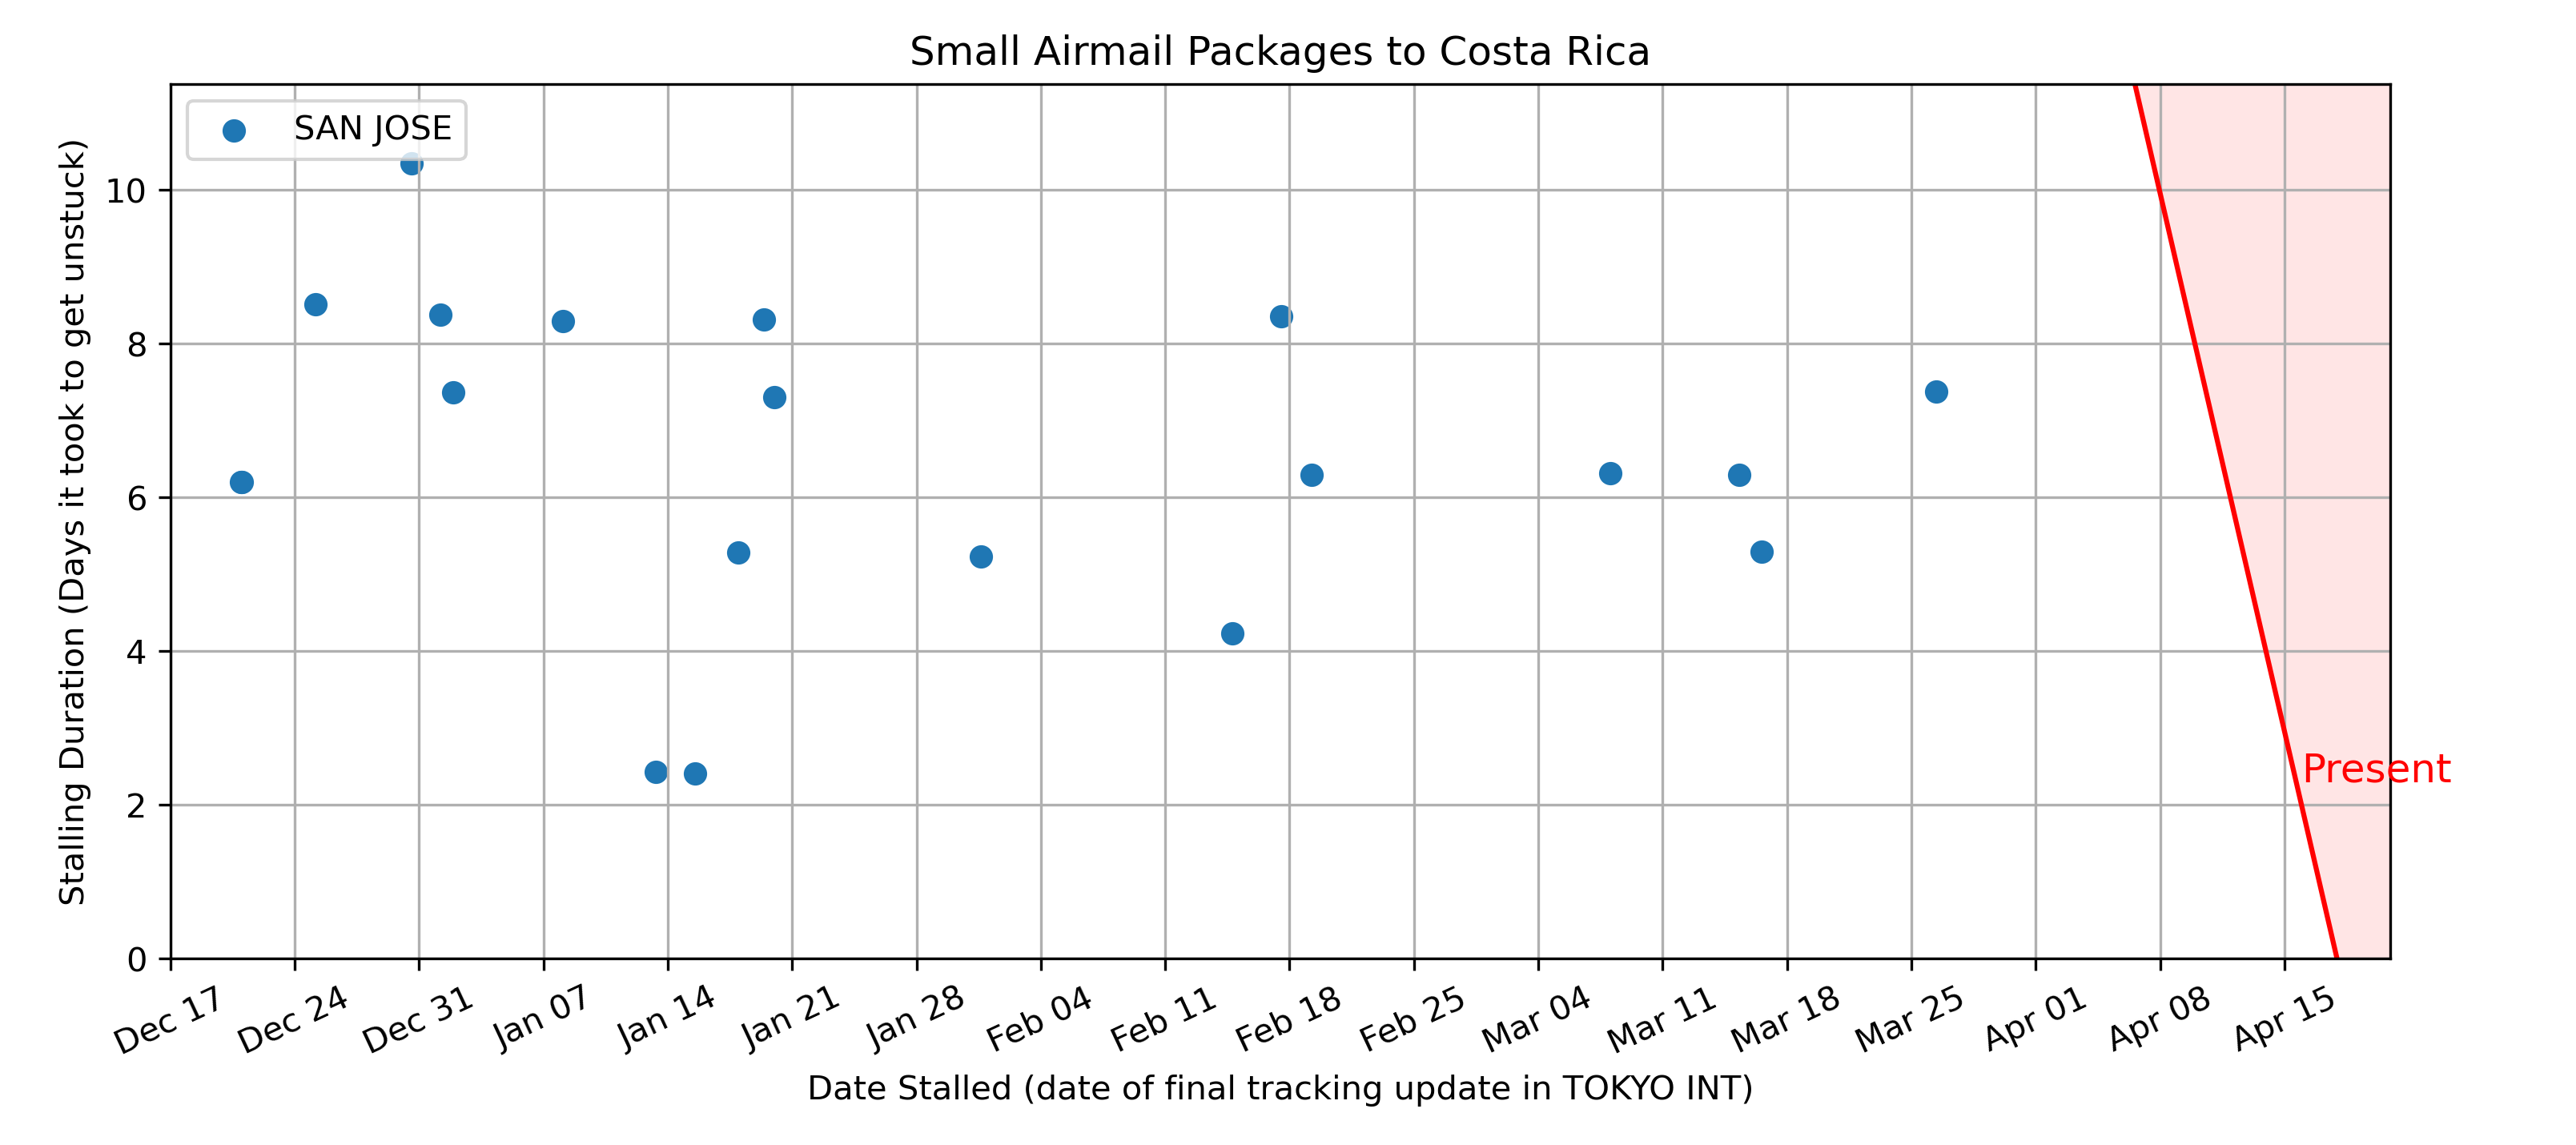 Small Airmail Packages to Costa Rica
SAN JOSE
Stalling Duration (Days it took to get unstuck)
10
8
6
4
2
0
Present
Dec 17
Dec 24
Dec 31
Jan 07
Jan 14
Jan 21
Jan 28
Feb 04
Feb 11
Feb 18
Feb 25
Mar 04
Mar 11
Mar 18
Mar 25
Apr 01
Apr 08
Apr 15
Date Stalled (date of final tracking update in TOKYO INT)